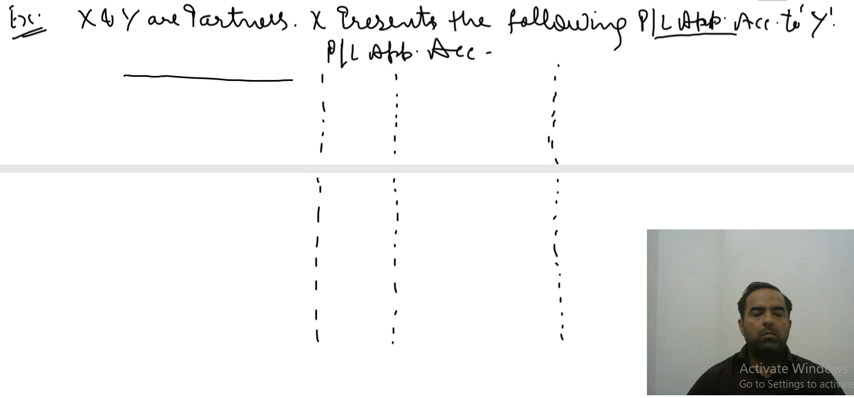 Ex:- X & Y are Partners. X Presents the following P/L App. Acc. to 'Y'.
P/L App. Acc -
Activate Windows
Go to Settings to activate